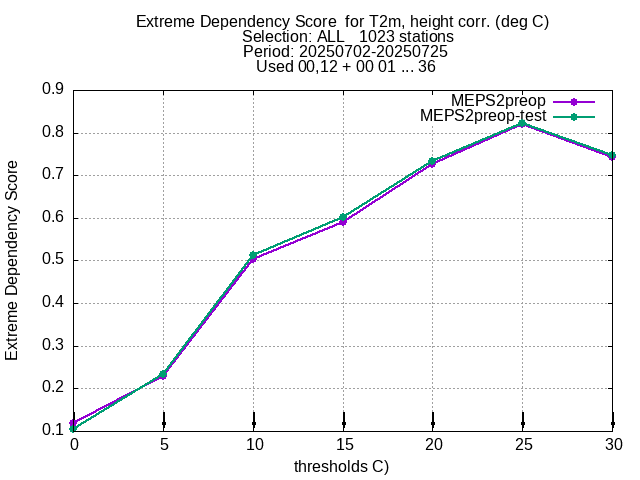 Extreme Dependency Score  for T2m, height corr. (deg C)
Selection: ALL   1023 stations
Period: 20250702-20250725
Used 00,12 + 00 01 ... 36
MEPS2preop
MEPS2preop-test
Extreme Dependency Score
0.9
0.8
0.7
0.6
0.5
0.4
0.3
0.2
0.1
0 5 10 15 20 25 30
thresholds C)